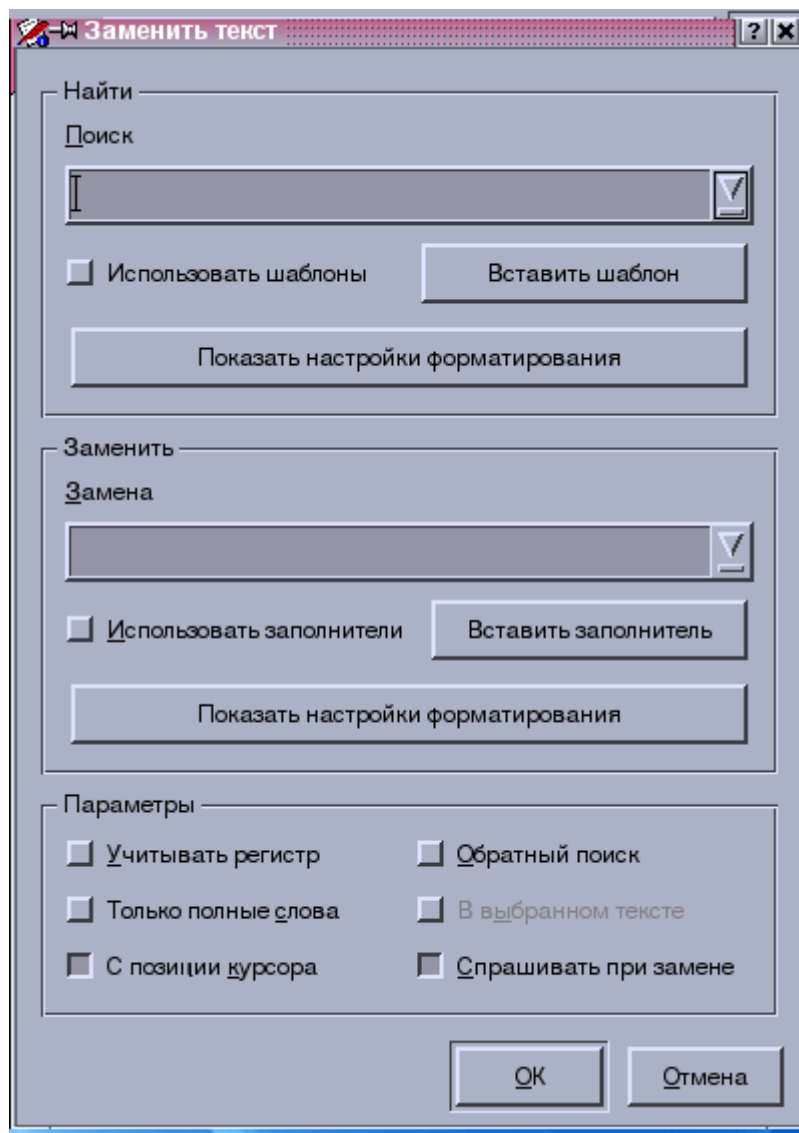 Заменить текст
Найти
Поиск
Использовать шаблоны Вставить шаблон
Показать настройки форматирования
Заменить
Замена
Использовать заполнители Вставить заполнитель
Показать настройки форматирования
Параметры
Учитывать регистр Обратный поиск
Только полные слова В выбранном тексте
С позиции курсора Спрашивать при замене
OK Отмена